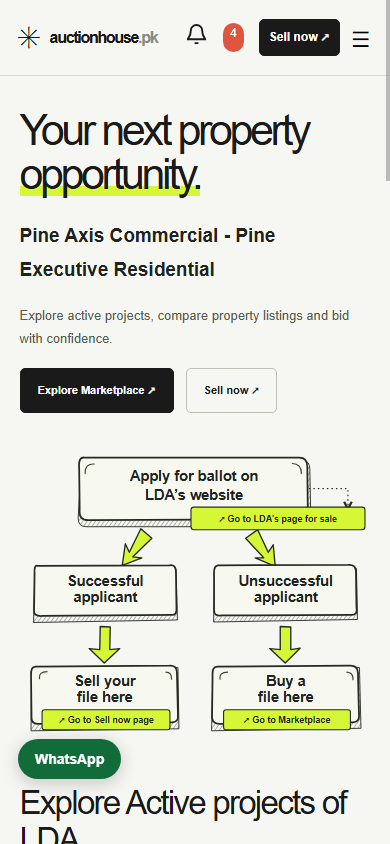 auctionhouse.pk
4
Sell now ↗
Your next property
opportunity.
Pine Axis Commercial - Pine
Executive Residential
Explore active projects, compare property listings and bid
with confidence.
Explore Marketplace ↗
Sell now ↗
Apply for ballot on
LDA's website
↗ Go to LDA's page for sale
Successful
applicant
Unsuccessful
applicant
Sell your
file here
↗ Go to Sell now page
Buy a
file here
↗ Go to Marketplace
WhatsApp
Explore Active projects of
LDA